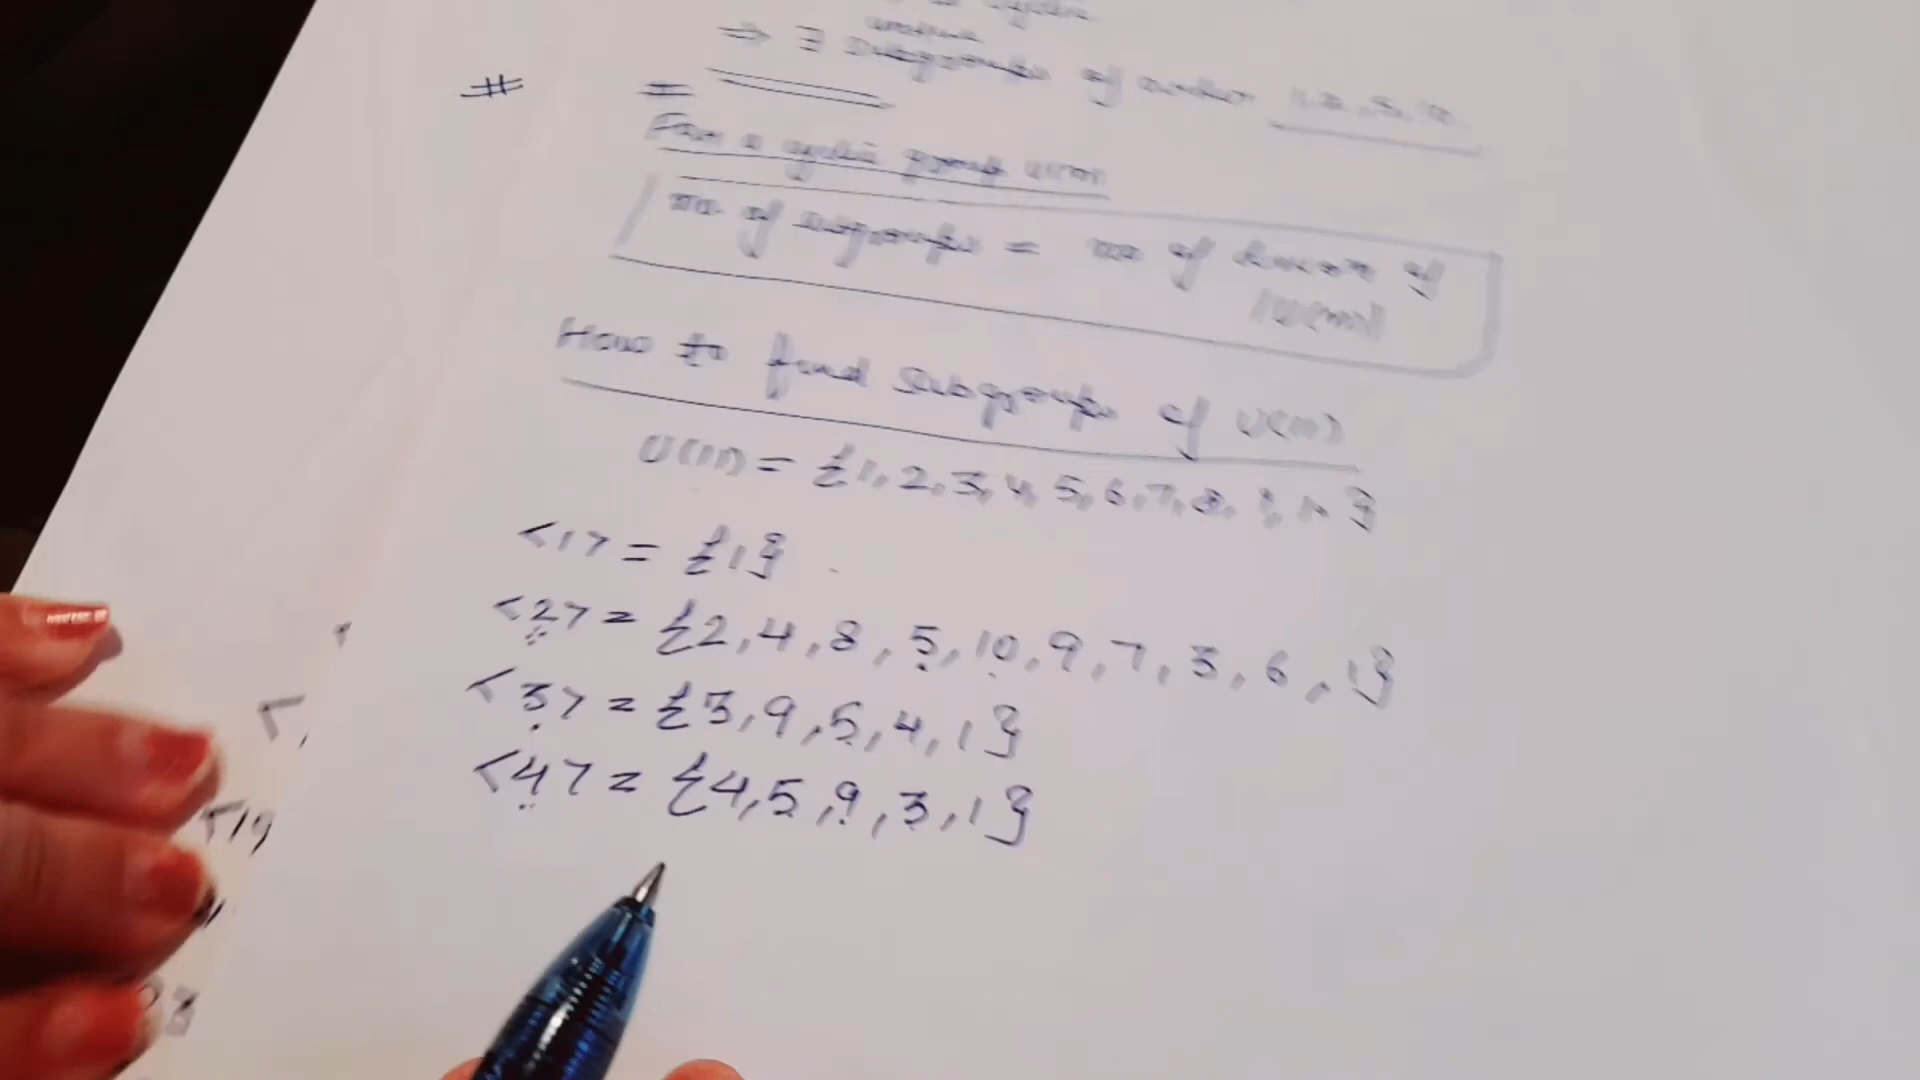 ⇒ ∃ subgroups of order 1, 2, 5, 10.
#
For a cyclic group U(n)
no of subgroups = no of divisor of
|U(n)|
How to find subgroups of U(11)
U(11) = {1, 2, 3, 4, 5, 6, 7, 8, 9, 10}
<1> = {1}
<2> = {2, 4, 8, 5, 10, 9, 7, 3, 6, 1}
<3> = {3, 9, 5, 4, 1}
<4> = {4, 5, 9, 3, 1}